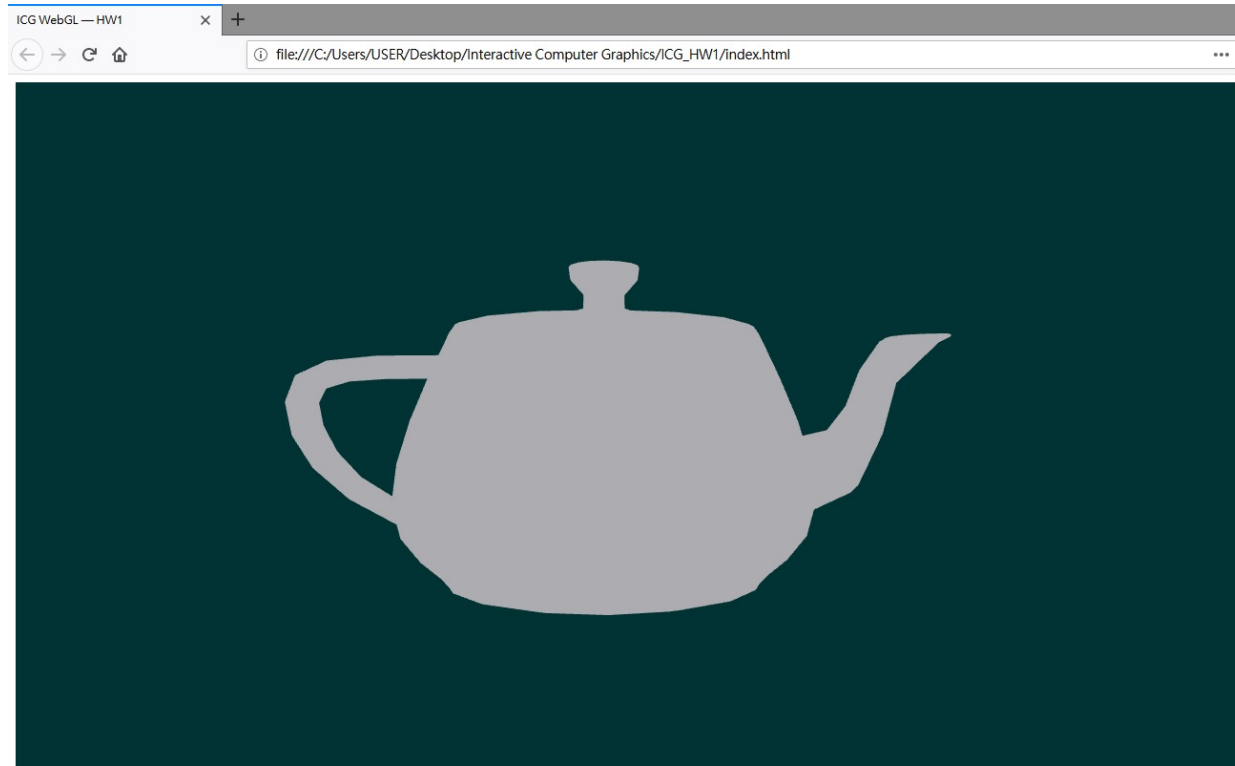 ICG WebGL — HW1
file:///C:/Users/USER/Desktop/Interactive Computer Graphics/ICG_HW1/index.html